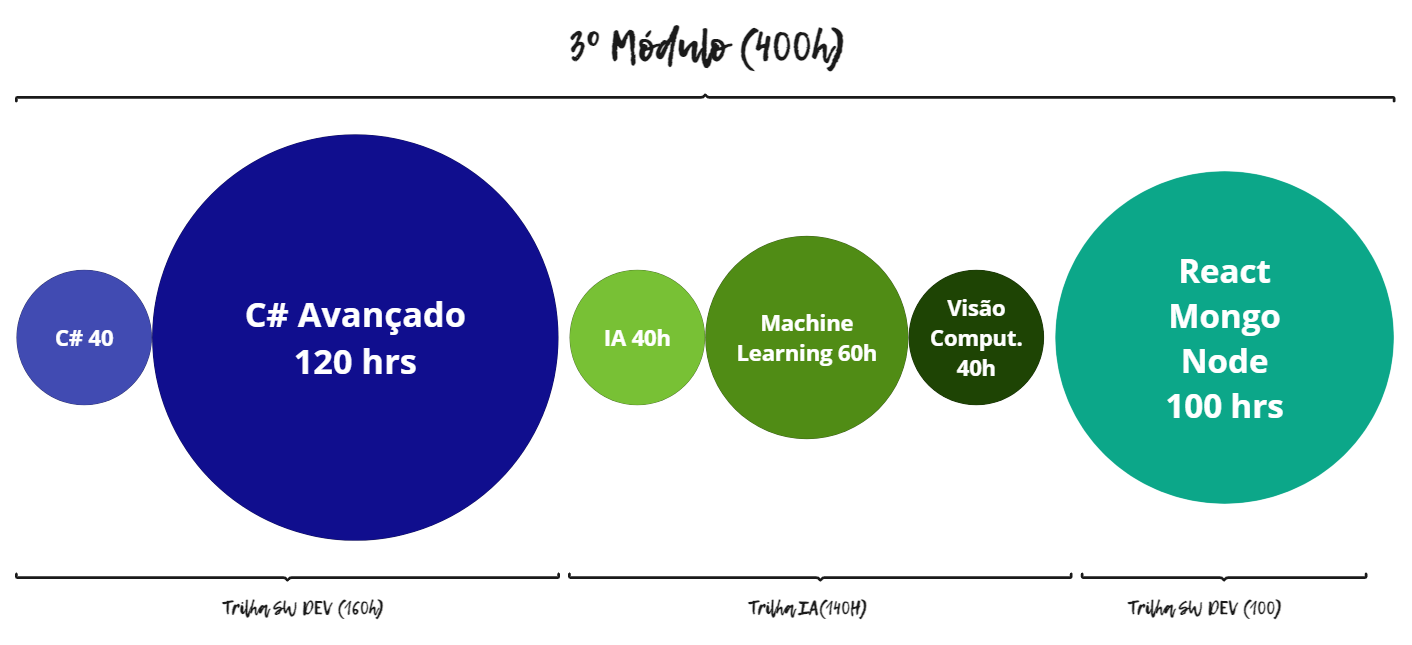 3º Módulo (400h)
C# 40
C# Avançado
120 hrs
IA 40h
Machine
Learning 60h
Visão
Comput.
40h
React
Mongo
Node
100 hrs
Trilha SW DEV (160h)
Trilha IA(140H)
Trilha SW DEV (100)